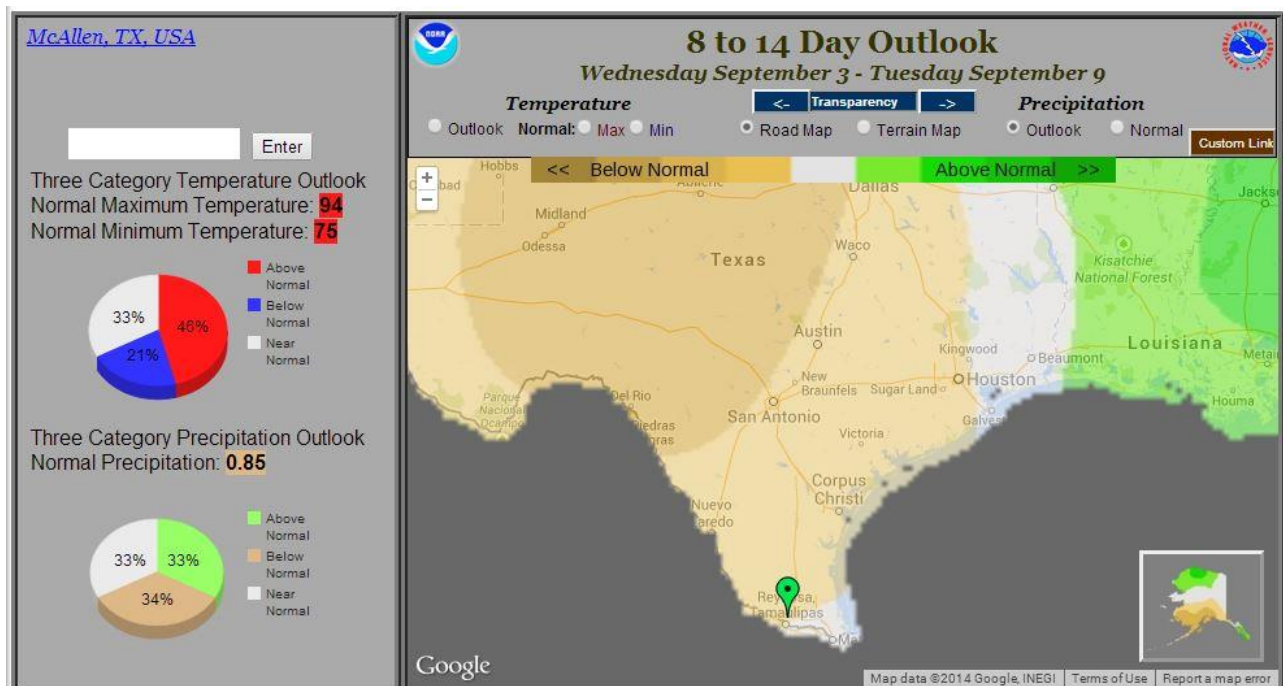 McAllen, TX, USA
Enter
Three Category Temperature Outlook
Normal Maximum Temperature: 94
Normal Minimum Temperature: 75
33%
46%
21%
Above
Normal
Below
Normal
Near
Normal
Three Category Precipitation Outlook
Normal Precipitation: 0.85
33%
33%
34%
Above
Normal
Below
Normal
Near
Normal
NOAA
8 to 14 Day Outlook
Wednesday September 3 - Tuesday September 9
Temperature
<- Transparency ->
Precipitation
Outlook Normal: Max Min
Road Map Terrain Map
Outlook Normal
Custom Link
+
−
<< Below Normal
Above Normal >>
Hobbs
Dallas
Midland
Odessa
Texas
Waco
Kisatchie
National Forest
Austin
Kingwood
Beaumont
Louisiana
New
Braunfels
Sugar Land
Houston
Houma
Del Rio
San Antonio
Victoria
Corpus
Christi
Nuevo
Tamaulipas
Google
Map data ©2014 Google, INEGI
Terms of Use
Report a map error